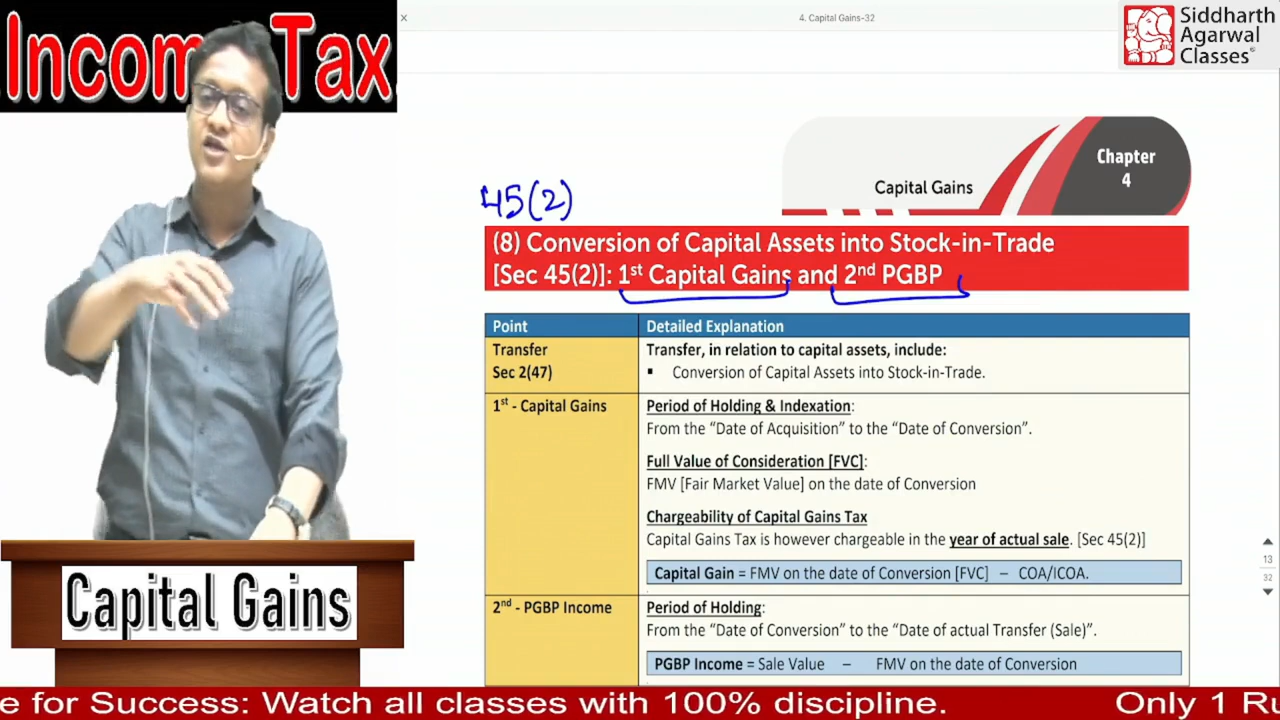 Income Tax
4. Capital Gains-32
Siddharth
Agarwal
Classes
Chapter
4
Capital Gains
45(2)
(8) Conversion of Capital Assets into Stock-in-Trade
[Sec 45(2)]: 1st Capital Gains and 2nd PGBP
Point
Detailed Explanation
Transfer
Sec 2(47)
Transfer, in relation to capital assets, include:
▪ Conversion of Capital Assets into Stock-in-Trade.
1st - Capital Gains
Period of Holding & Indexation:
From the “Date of Acquisition” to the “Date of Conversion”.
Full Value of Consideration [FVC]:
FMV [Fair Market Value] on the date of Conversion
Chargeability of Capital Gains Tax
Capital Gains Tax is however chargeable in the year of actual sale. [Sec 45(2)]
Capital Gain = FMV on the date of Conversion [FVC] – COA/ICOA.
2nd - PGBP Income
Period of Holding:
From the “Date of Conversion” to the “Date of actual Transfer (Sale)”.
PGBP Income = Sale Value – FMV on the date of Conversion
13
32
Capital Gains
e for Success: Watch all classes with 100% discipline. Only 1 Ru